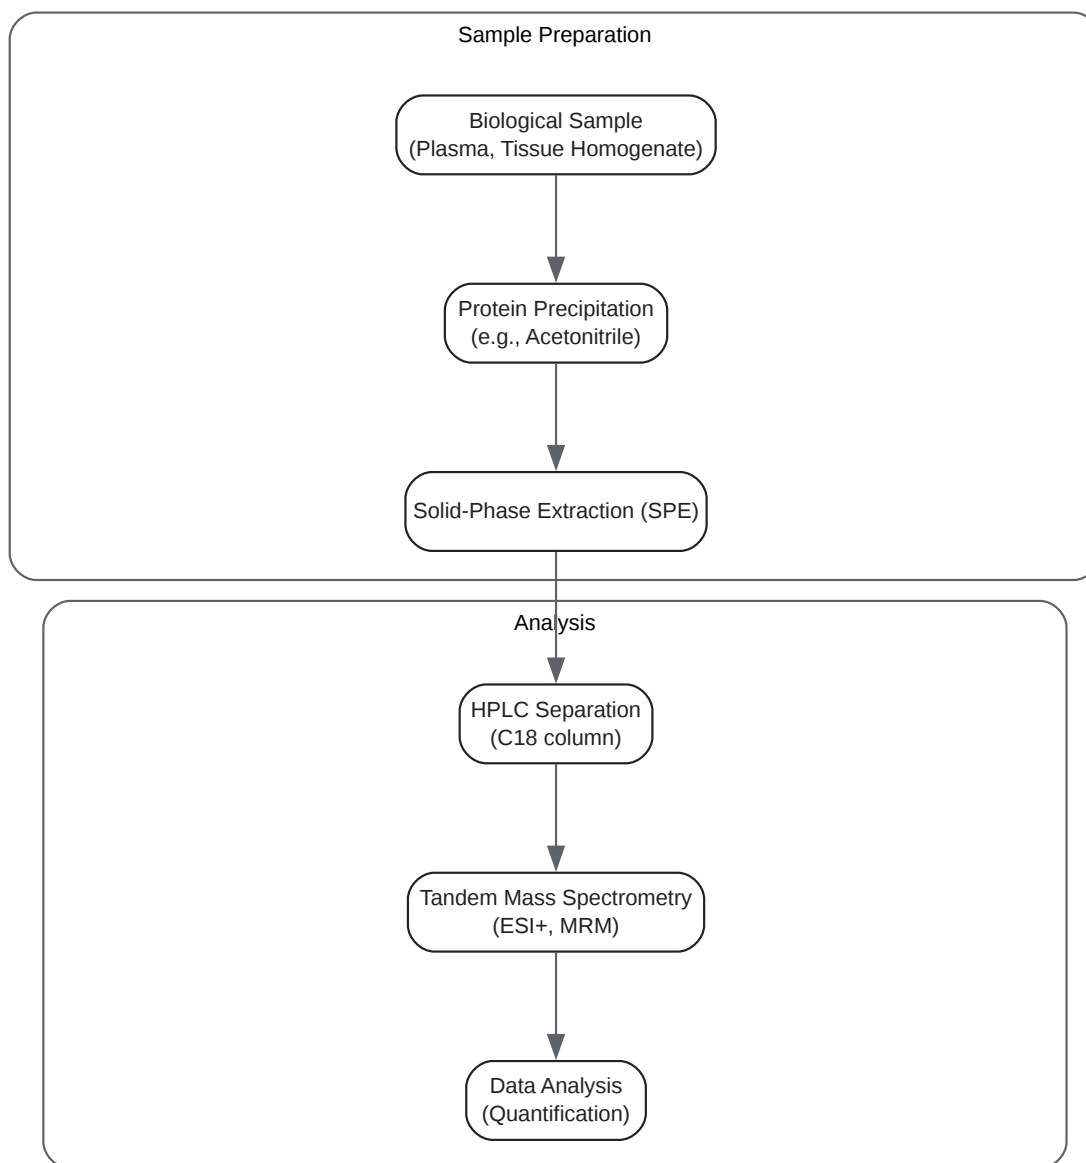 Sample Preparation
Biological Sample
(Plasma, Tissue Homogenate)
Protein Precipitation
(e.g., Acetonitrile)
Solid-Phase Extraction (SPE)
Analysis
HPLC Separation
(C18 column)
Tandem Mass Spectrometry
(ESI+, MRM)
Data Analysis
(Quantification)